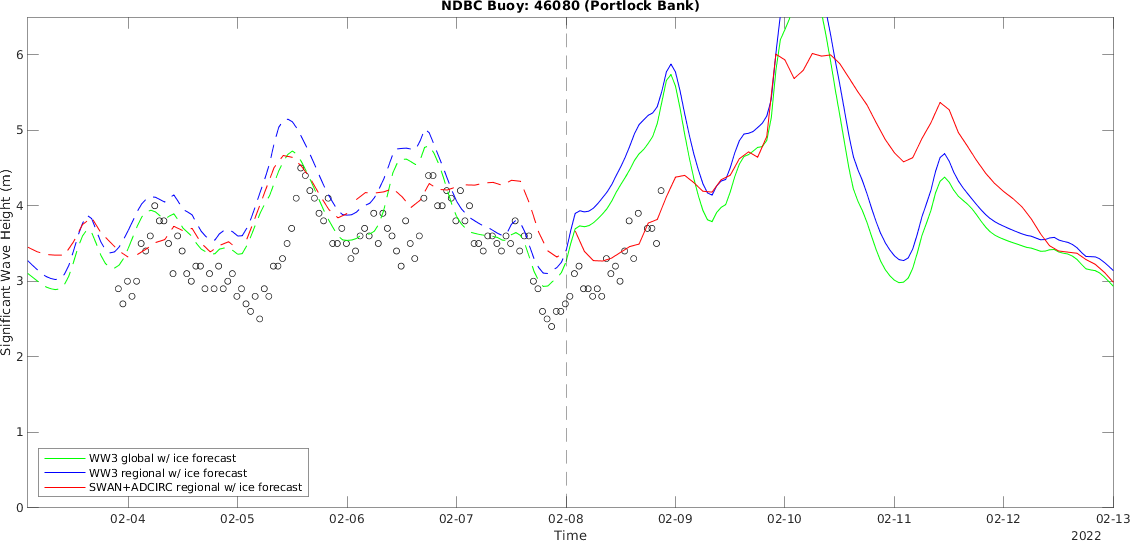 NDBC Buoy: 46080 (Portlock Bank)
Significant Wave Height (m)
6
5
4
3
2
1
0
WW3 global w/ ice forecast
WW3 regional w/ ice forecast
SWAN+ADCIRC regional w/ ice forecast
02-04 02-05 02-06 02-07 02-08 02-09 02-10 02-11 02-12 02-13
Time
2022